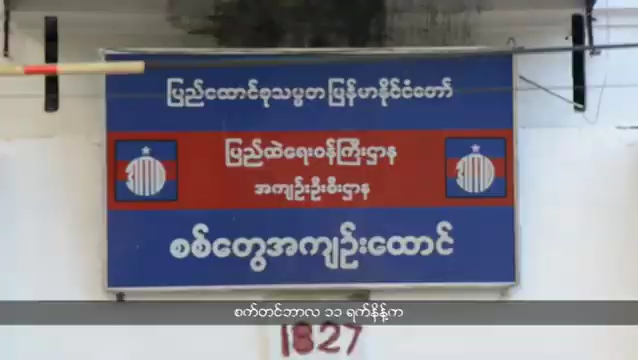 ပြည်ထောင်စုသမ္မတမြန်မာနိုင်ငံတော်
ပြည်ထဲရေးဝန်ကြီးဌာန
အကျဉ်းဦးစီးဌာန
စစ်တွေအကျဉ်းထောင်
စက်တင်ဘာလ ၁၁ ရက်နေ့က
1827